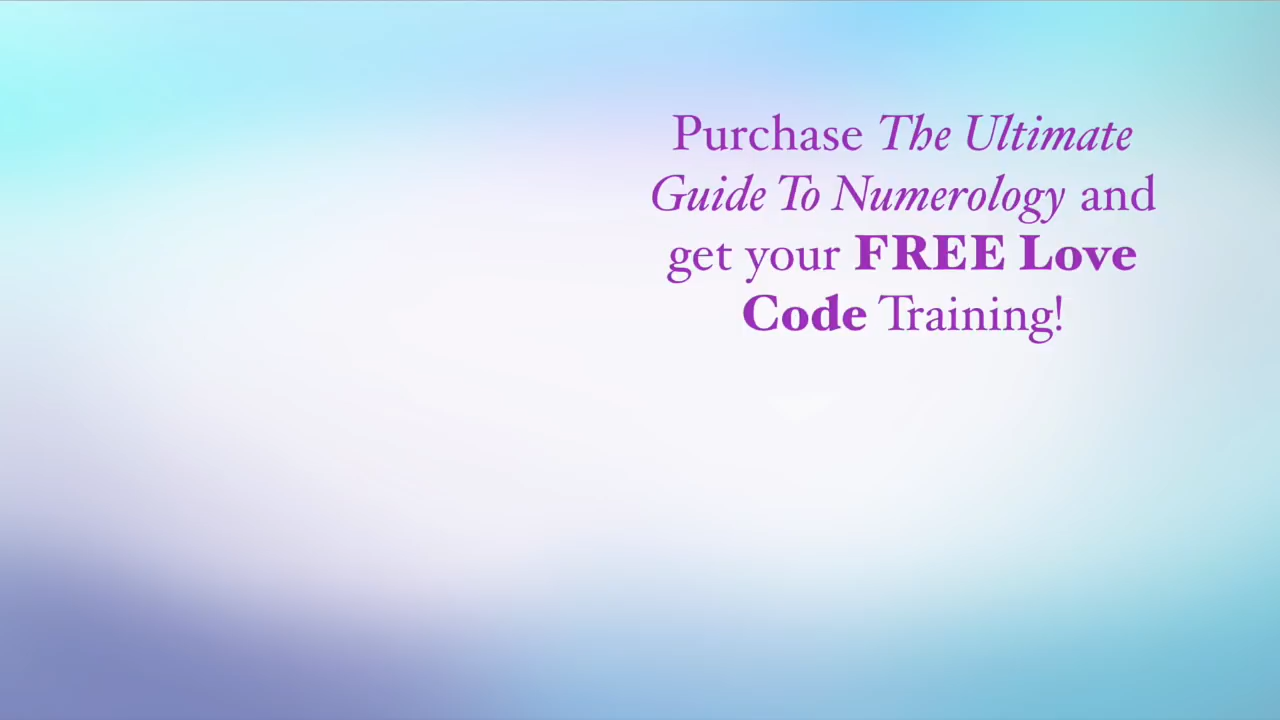 Purchase The Ultimate
Guide To Numerology and
get your FREE Love
Code Training!